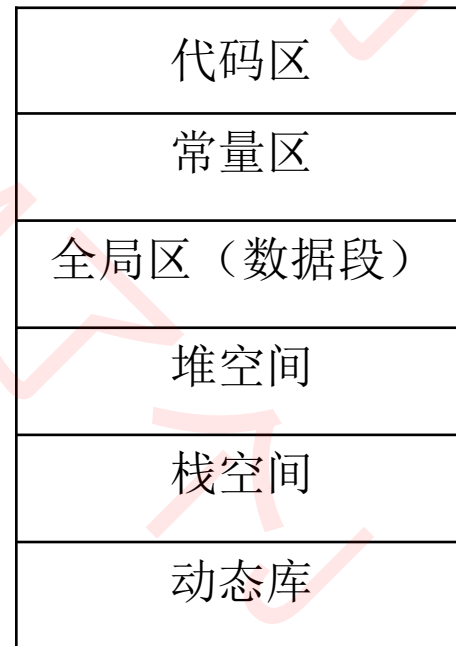 代码区
常量区
全局区（数据段）
堆空间
栈空间
动态库